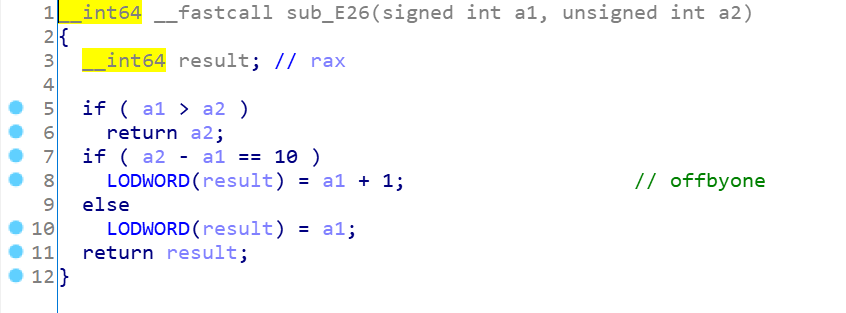 1 __int64 __fastcall sub_E26(signed int a1, unsigned int a2)
2 {
3   __int64 result; // rax
4
5   if ( a1 > a2 )
6     return a2;
7   if ( a2 - a1 == 10 )
8     LODWORD(result) = a1 + 1;                   // offbyone
9   else
10     LODWORD(result) = a1;
11   return result;
12 }